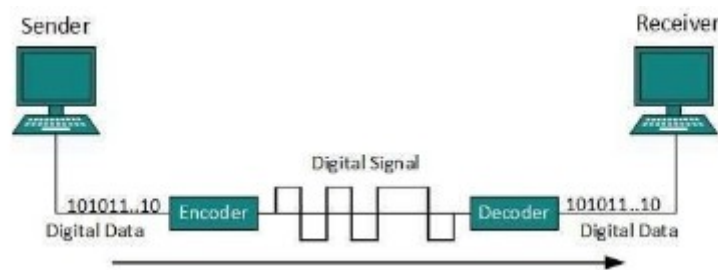 Sender
Receiver
Digital Signal
101011..10
Encoder
Decoder
101011..10
Digital Data
Digital Data